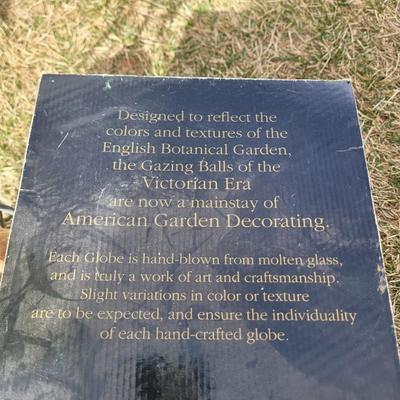 Designed to reflect the
colors and textures of the
English Botanical Garden,
the Gazing Balls of the
Victorian Era
are now a mainstay of
American Garden Decorating.
Each Globe is hand-blown from molten glass,
and is truly a work of art and craftsmanship.
Slight variations in color or texture
are to be expected, and ensure the individuality
of each hand-crafted globe.